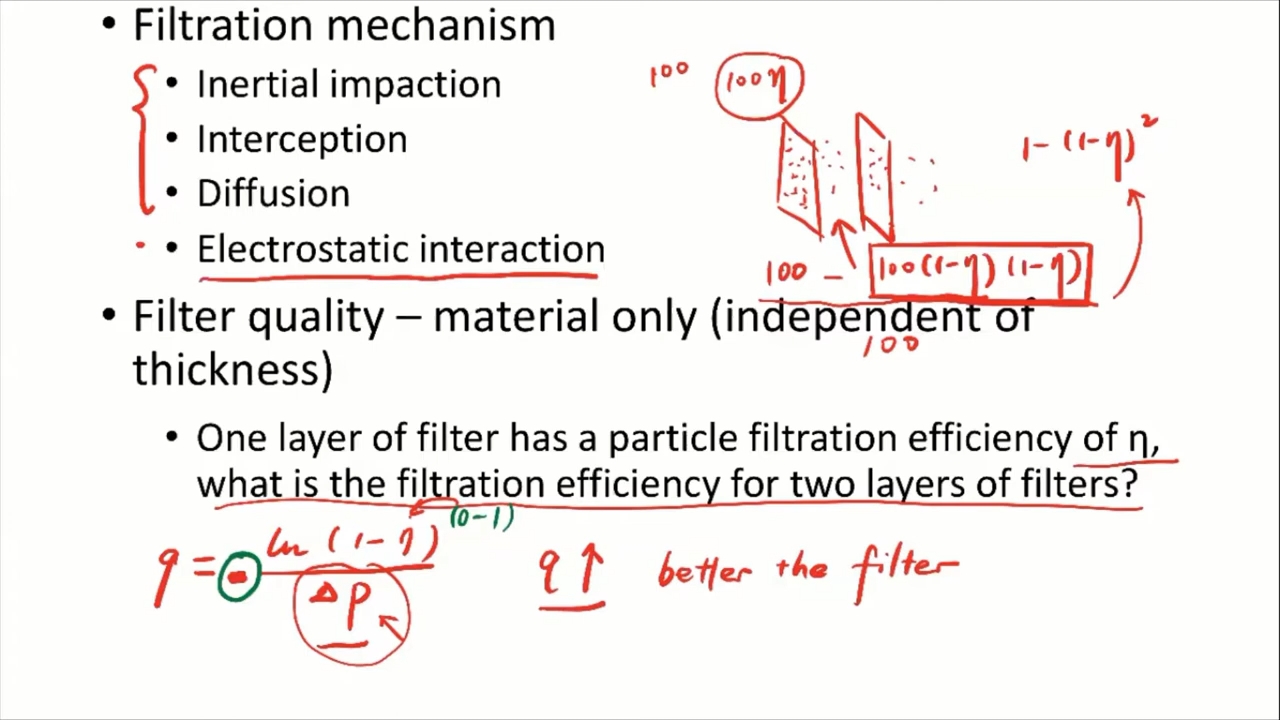 • Filtration mechanism
• Inertial impaction
• Interception
• Diffusion
• Electrostatic interaction
100
100η
1-(1-η)²
100 - 100(1-η)(1-η)
100
• Filter quality – material only (independent of
thickness)
• One layer of filter has a particle filtration efficiency of η,
what is the filtration efficiency for two layers of filters?
(0-1)
q = - ln (1-η)
ΔP
q ↑ better the filter